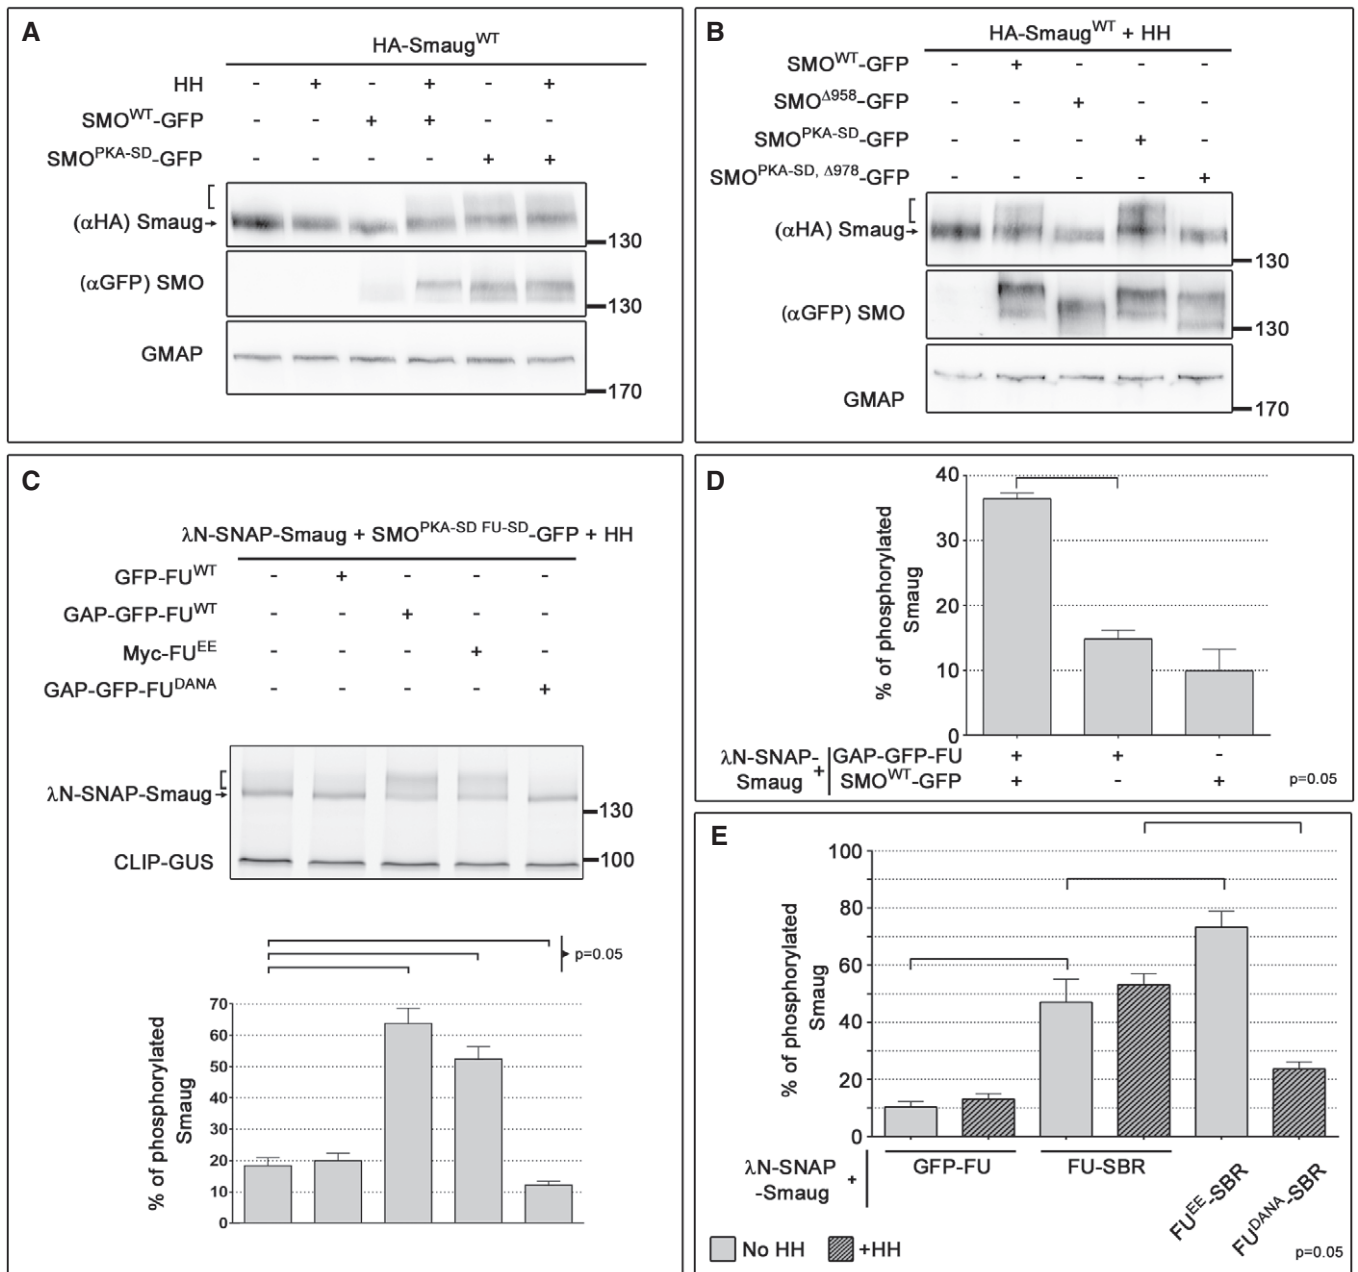 A
HA-Smaug^WT
HH - + - + - +
SMO^WT-GFP - - + + - -
SMO^PKA-SD-GFP - - - - + +
(αHA) Smaug
130
(αGFP) SMO
130
GMAP
170
B
HA-Smaug^WT + HH
SMO^WT-GFP - + - - -
SMO^Δ958-GFP - - + - -
SMO^PKA-SD-GFP - - - + -
SMO^PKA-SD, Δ978-GFP - - - - +
(αHA) Smaug
130
(αGFP) SMO
130
GMAP
170
C
λN-SNAP-Smaug + SMO^PKA-SD FU-SD-GFP + HH
GFP-FU^WT - + - - -
GAP-GFP-FU^WT - - + - -
Myc-FU^EE - - - + -
GAP-GFP-FU^DANA - - - - +
λN-SNAP-Smaug
130
CLIP-GUS
100
p=0.05
% of phosphorylated
Smaug
70
60
50
40
30
20
10
0
D
% of phosphorylated
Smaug
40
30
20
10
0
λN-SNAP-
Smaug
+
GAP-GFP-FU + + -
SMO^WT-GFP + - +
p=0.05
E
% of phosphorylated
Smaug
100
80
60
40
20
0
λN-SNAP
-Smaug
+
GFP-FU
FU-SBR
FU^EE-SBR
FU^DANA-SBR
No HH
+HH
p=0.05